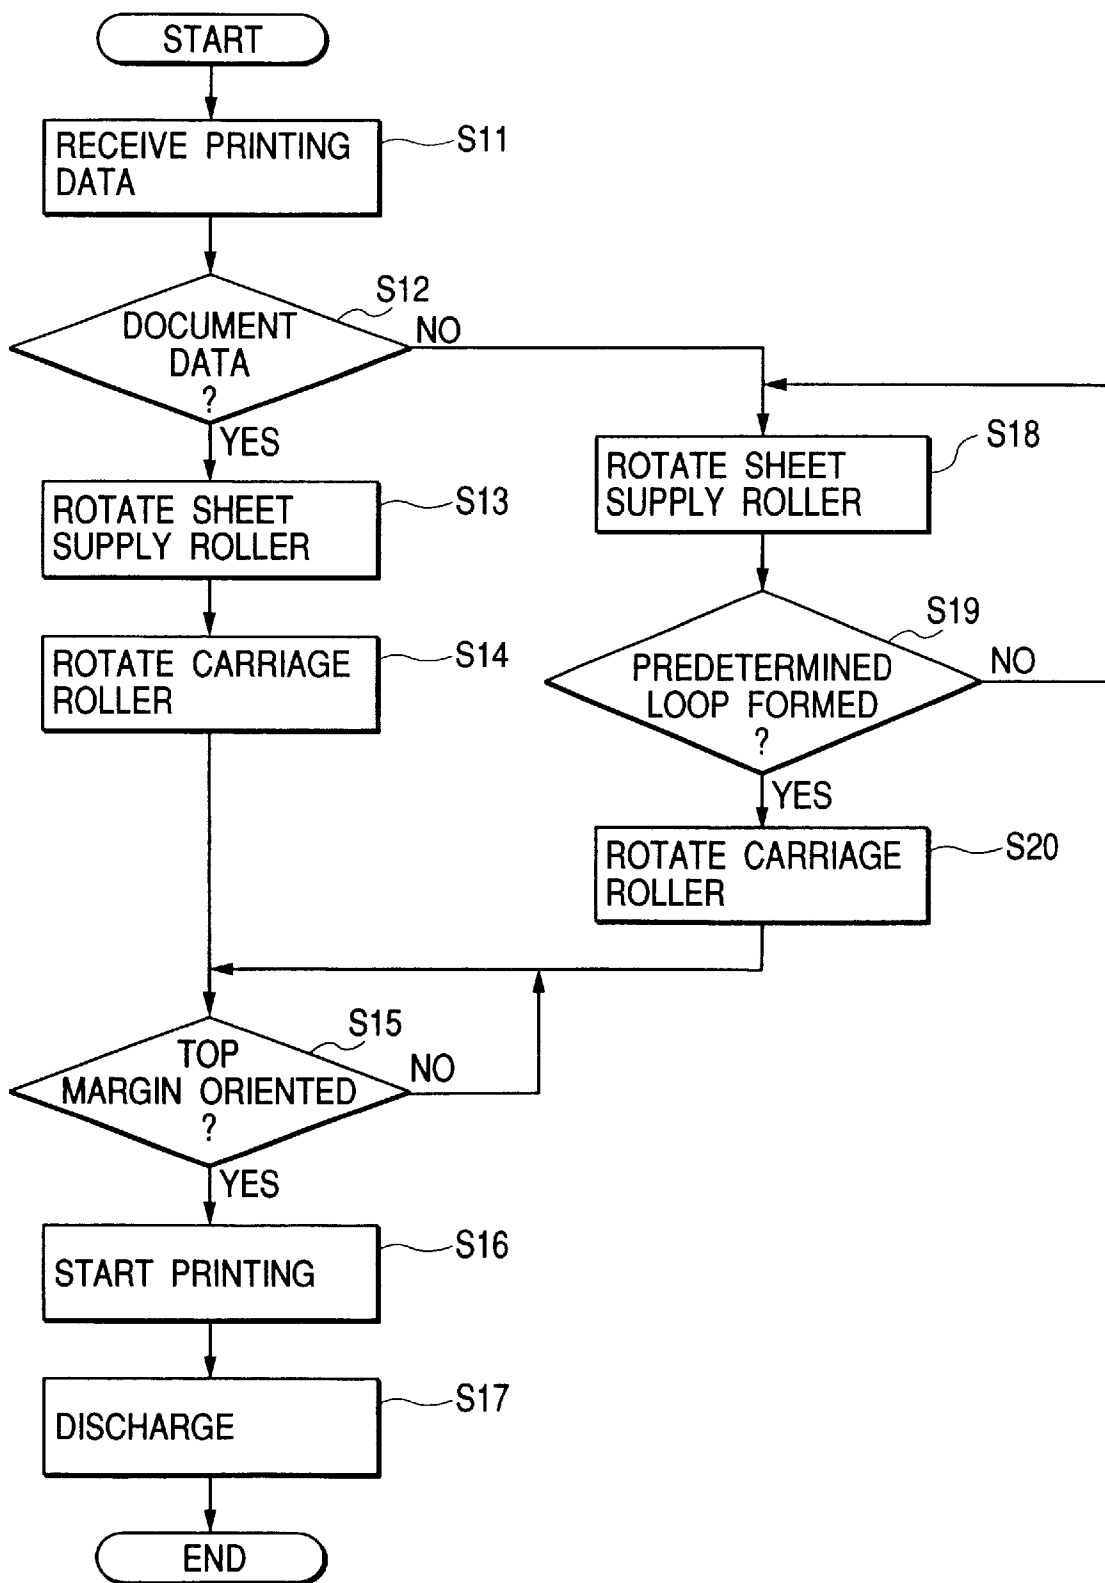 START
RECEIVE PRINTING
DATA
S11
S12
DOCUMENT
DATA
?
NO
YES
ROTATE SHEET
SUPPLY ROLLER
S13
ROTATE CARRIAGE
ROLLER
S14
ROTATE SHEET
SUPPLY ROLLER
S18
S19
PREDETERMINED
LOOP FORMED
?
NO
YES
ROTATE CARRIAGE
ROLLER
S20
S15
TOP
MARGIN ORIENTED
?
NO
YES
START PRINTING
S16
DISCHARGE
S17
END